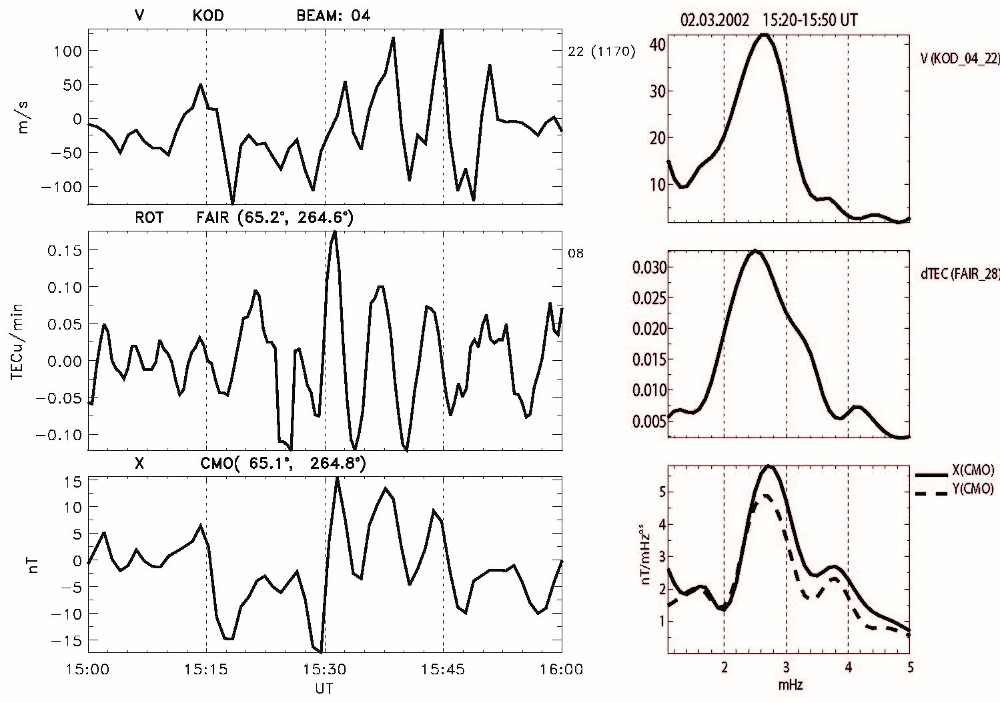 V KOD BEAM: 04
100
50
0
−50
−100
m/s
22 (1170)
ROT FAIR (65.2°, 264.6°)
0.15
0.10
0.05
0.00
−0.05
−0.10
TECu/min
08
X CMO( 65.1°, 264.8°)
15
10
5
0
−5
−10
−15
nT
15:00 15:15 15:30 15:45 16:00
UT
02.03.2002 15:20-15:50 UT
40
30
20
10
V (KOD_04_22)
0.030
0.025
0.020
0.015
0.010
0.005
dTEC (FAIR_28)
5
4
3
2
1
nT/mHz^0.5
X(CMO)
Y(CMO)
2 3 4 5
mHz